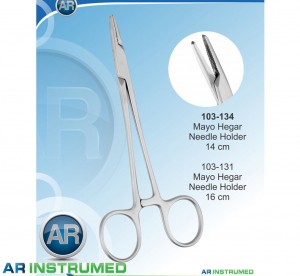 AR
103-134
Mayo Hegar
Needle Holder
14 cm
103-131
Mayo Hegar
Needle Holder
16 cm
AR
AR INSTRUMED
AR INSTRUMED